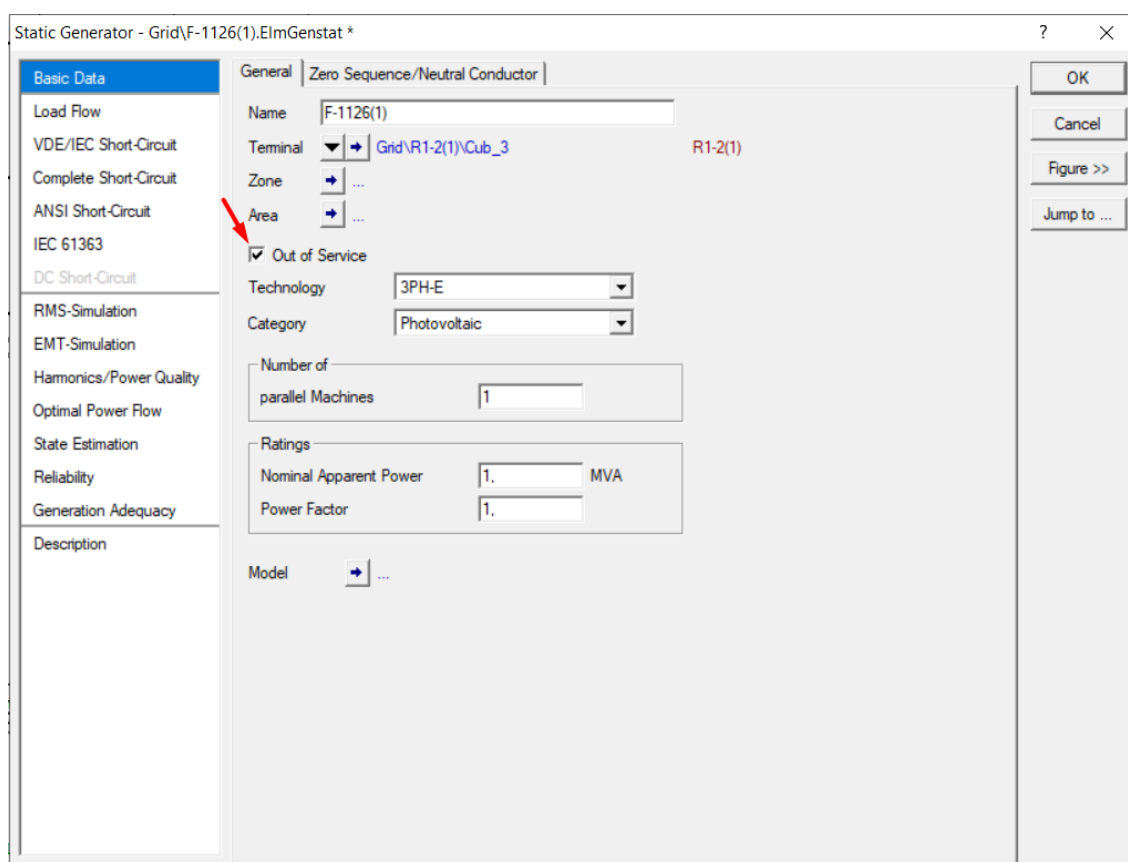 Static Generator - Grid\F-1126(1).ElmGenstat *
?
Basic Data
Load Flow
VDE/IEC Short-Circuit
Complete Short-Circuit
ANSI Short-Circuit
IEC 61363
DC Short-Circuit
RMS-Simulation
EMT-Simulation
Harmonics/Power Quality
Optimal Power Flow
State Estimation
Reliability
Generation Adequacy
Description
General
Zero Sequence/Neutral Conductor
Name F-1126(1)
Terminal Grid\R1-2(1)\Cub_3 R1-2(1)
Zone ...
Area ...
Out of Service
Technology 3PH-E
Category Photovoltaic
Number of
parallel Machines 1
Ratings
Nominal Apparent Power 1, MVA
Power Factor 1,
Model ...
OK
Cancel
Figure >>
Jump to ...